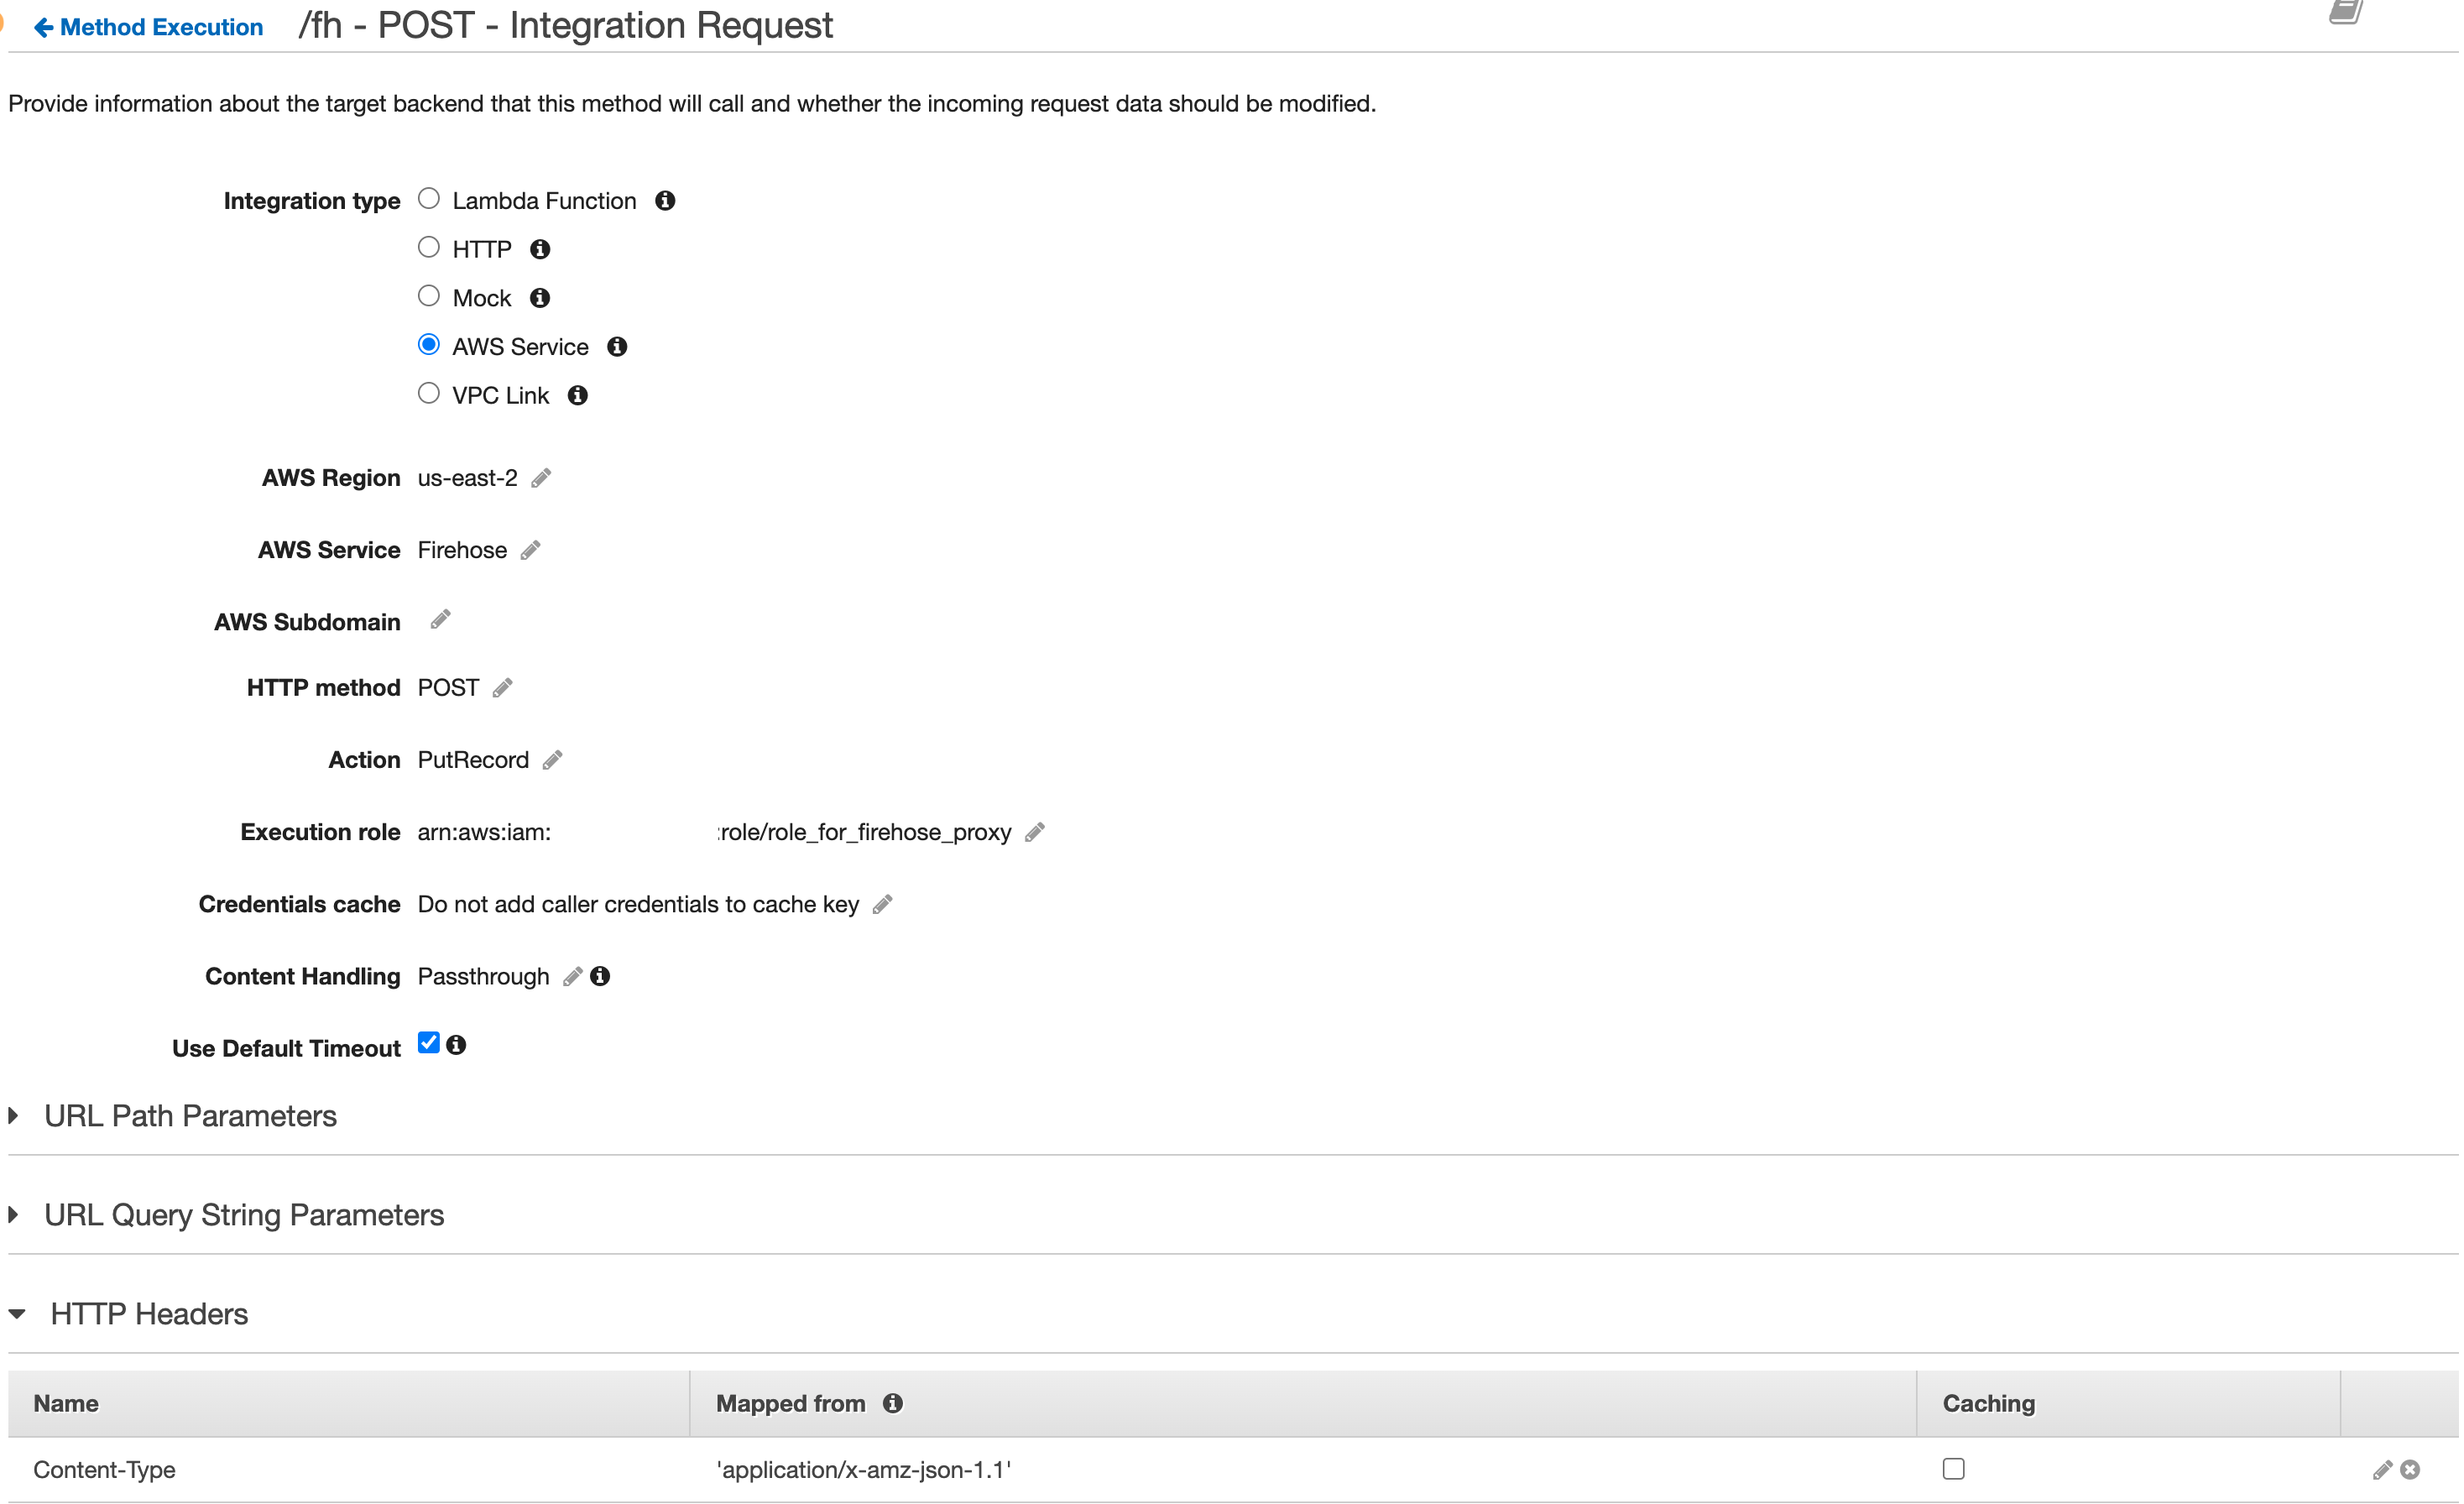 Method Execution /fh - POST - Integration Request
Provide information about the target backend that this method will call and whether the incoming request data should be modified.
Integration type Lambda Function
HTTP
Mock
AWS Service
VPC Link
AWS Region us-east-2
AWS Service Firehose
AWS Subdomain
HTTP method POST
Action PutRecord
Execution role arn:aws:iam: :role/role_for_firehose_proxy
Credentials cache Do not add caller credentials to cache key
Content Handling Passthrough
Use Default Timeout
URL Path Parameters
URL Query String Parameters
HTTP Headers
Name Mapped from Caching
Content-Type 'application/x-amz-json-1.1'